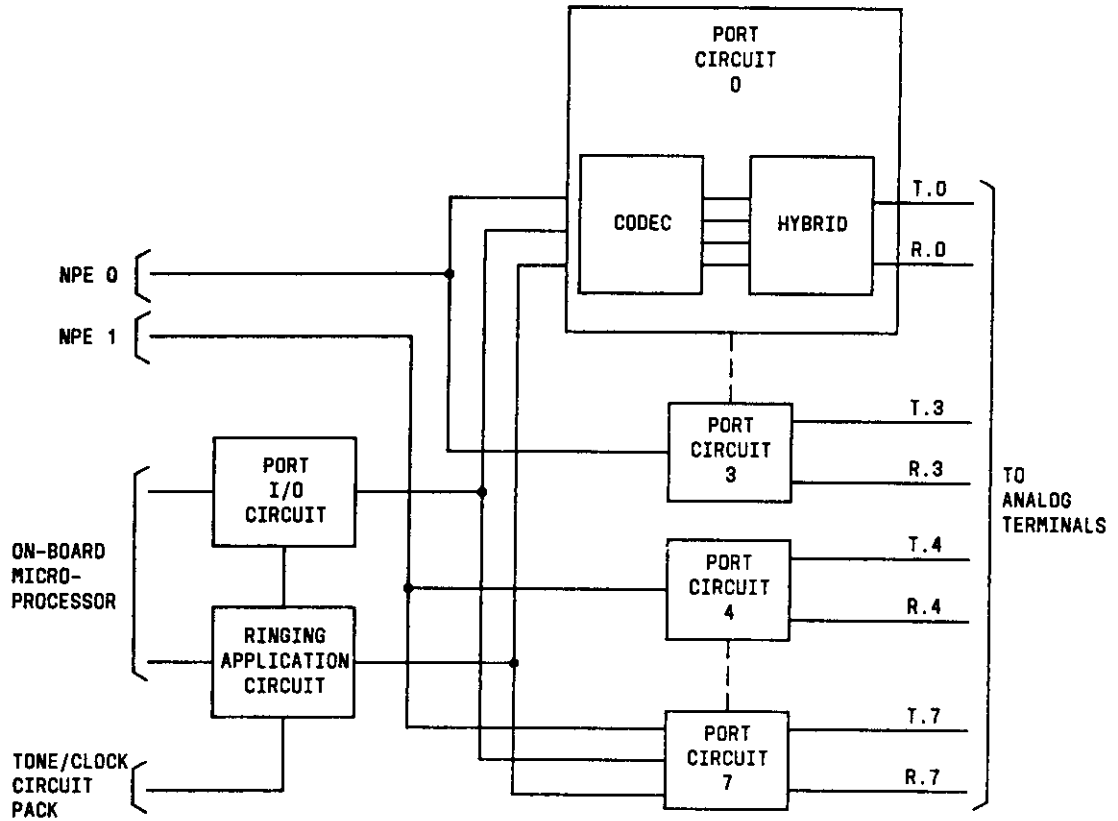 PORT
CIRCUIT
0
CODEC
HYBRID
T.0
R.0
NPE 0
NPE 1
PORT
CIRCUIT
3
T.3
R.3
PORT
I/O
CIRCUIT
TO
ANALOG
TERMINALS
ON-BOARD
MICRO-
PROCESSOR
PORT
CIRCUIT
4
T.4
R.4
RINGING
APPLICATION
CIRCUIT
PORT
CIRCUIT
7
T.7
R.7
TONE/CLOCK
CIRCUIT
PACK